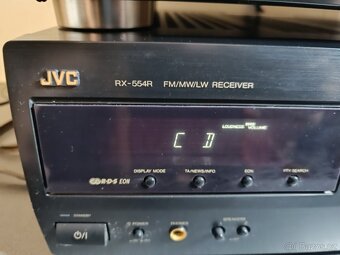 JVC RX-554R FM/MW/LW RECEIVER
LOUDNESS VOLUME
C D
DISPLAY MODE TA/NEWS/INFO EON PTY SEARCH
R·D·S EON
STANDBY
⏻/I
POWER PHONES SPEAKERS